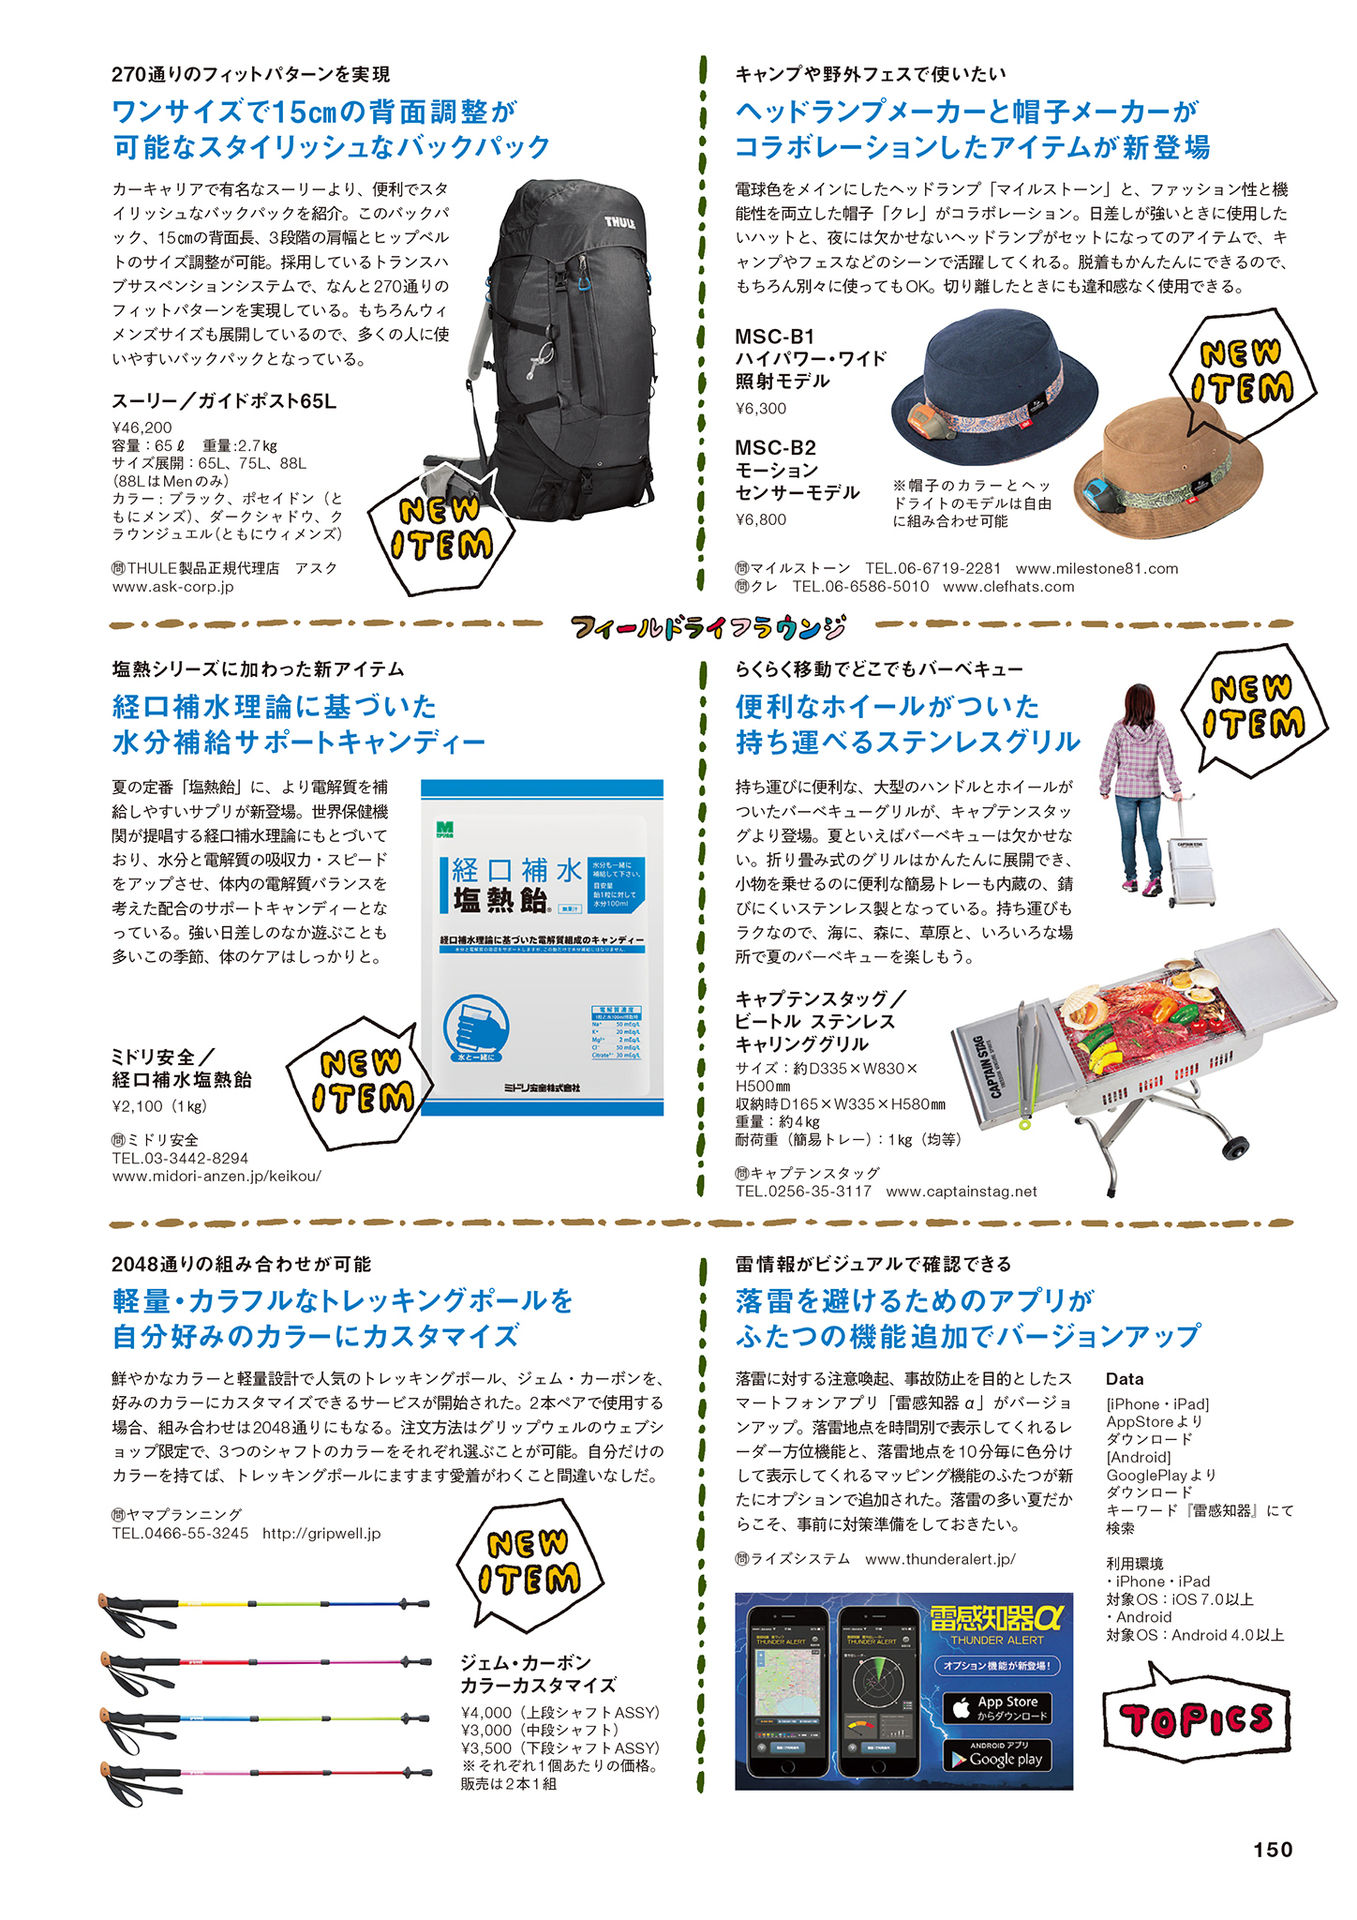 270通りのフィットパターンを実現
ワンサイズで15㎝の背面調整が
可能なスタイリッシュなバックパック
カーキャリアで有名なスーリーより、便利でスタ
イリッシュなバックパックを紹介。このバックパ
ック、15㎝の背面長、3段階の肩幅とヒップベル
トのサイズ調整が可能。採用しているトランスハ
ブサスペンションシステムで、なんと270通りの
フィットパターンを実現している。もちろんウィ
メンズサイズも展開しているので、多くの人に使
いやすいバックパックとなっている。
スーリー／ガイドポスト65L
¥46,200
容量：65ℓ　重量:2.7㎏
サイズ展開：65L、75L、88L
（88LはMenのみ）
カラー：ブラック、ポセイドン（と
もにメンズ）、ダークシャドウ、ク
ラウンジュエル（ともにウィメンズ）
㉄THULE製品正規代理店　アスク
www.ask-corp.jp
THULE
NEW
ITEM
キャンプや野外フェスで使いたい
ヘッドランプメーカーと帽子メーカーが
コラボレーションしたアイテムが新登場
電球色をメインにしたヘッドランプ「マイルストーン」と、ファッション性と機
能性を両立した帽子「クレ」がコラボレーション。日差しが強いときに使用した
いハットと、夜には欠かせないヘッドランプがセットになってのアイテムで、キ
ャンプやフェスなどのシーンで活躍してくれる。脱着もかんたんにできるので、
もちろん別々に使ってもOK。切り離したときにも違和感なく使用できる。
MSC-B1
ハイパワー・ワイド
照射モデル
¥6,300
MSC-B2
モーション
センサーモデル
¥6,800
※帽子のカラーとヘッ
ドライトのモデルは自由
に組み合わせ可能
NEW
ITEM
㉄マイルストーン　TEL.06-6719-2281　www.milestone81.com
㉄クレ　TEL.06-6586-5010　www.clefhats.com
フィールドライフラウンジ
塩熱シリーズに加わった新アイテム
経口補水理論に基づいた
水分補給サポートキャンディー
夏の定番「塩熱飴」に、より電解質を補
給しやすいサプリが新登場。世界保健機
関が提唱する経口補水理論にもとづいて
おり、水分と電解質の吸収力・スピード
をアップさせ、体内の電解質バランスを
考えた配合のサポートキャンディーとな
っている。強い日差しのなか遊ぶことも
多いこの季節、体のケアはしっかりと。
ミドリ安全／
経口補水塩熱飴
¥2,100（1㎏）
㉄ミドリ安全
TEL.03-3442-8294
www.midori-anzen.jp/keikou/
NEW
ITEM
経口補水
塩熱飴
水分も一緒に
補給して下さい。
目安量
飴1粒に対して
水分100ml
経口補水理論に基づいた電解質組成のキャンディー
水と一緒に
電解質濃度
Na⁺ 50 mEq/L
K⁺ 20 mEq/L
Mg²⁺ 2 mEq/L
Cl⁻ 50 mEq/L
Citrate³⁻ 30 mEq/L
ミドリ安全株式会社
らくらく移動でどこでもバーベキュー
便利なホイールがついた
持ち運べるステンレスグリル
持ち運びに便利な、大型のハンドルとホイールが
ついたバーベキューグリルが、キャプテンスタッ
グより登場。夏といえばバーベキューは欠かせな
い。折り畳み式のグリルはかんたんに展開でき、
小物を乗せるのに便利な簡易トレーも内蔵の、錆
びにくいステンレス製となっている。持ち運びも
ラクなので、海に、森に、草原と、いろいろな場
所で夏のバーベキューを楽しもう。
キャプテンスタッグ／
ビートル ステンレス
キャリンググリル
サイズ：約D335×W830×
H500㎜
収納時D165×W335×H580㎜
重量：約4㎏
耐荷重（簡易トレー）：1㎏（均等）
㉄キャプテンスタッグ
TEL.0256-35-3117　www.captainstag.net
NEW
ITEM
CAPTAIN STAG
CAPTAIN STAG
2048通りの組み合わせが可能
軽量・カラフルなトレッキングポールを
自分好みのカラーにカスタマイズ
鮮やかなカラーと軽量設計で人気のトレッキングポール、ジェム・カーボンを、
好みのカラーにカスタマイズできるサービスが開始された。2本ペアで使用する
場合、組み合わせは2048通りにもなる。注文方法はグリップウェルのウェブシ
ョップ限定で、3つのシャフトのカラーをそれぞれ選ぶことが可能。自分だけの
カラーを持てば、トレッキングポールにますます愛着がわくこと間違いなしだ。
㉄ヤマプランニング
TEL.0466-55-3245　http://gripwell.jp
NEW
ITEM
ジェム・カーボン
カラーカスタマイズ
¥4,000（上段シャフトASSY）
¥3,000（中段シャフト）
¥3,500（下段シャフトASSY）
※それぞれ1個あたりの価格。
販売は2本1組
雷情報がビジュアルで確認できる
落雷を避けるためのアプリが
ふたつの機能追加でバージョンアップ
落雷に対する注意喚起、事故防止を目的としたス
マートフォンアプリ「雷感知器 α」がバージョ
ンアップ。落雷地点を時間別で表示してくれるレ
ーダー方位機能と、落雷地点を10分毎に色分け
して表示してくれるマッピング機能のふたつが新
たにオプションで追加された。落雷の多い夏だか
らこそ、事前に対策準備をしておきたい。
㉄ライズシステム　www.thunderalert.jp/
Data
[iPhone・iPad]
AppStoreより
ダウンロード
[Android]
GooglePlayより
ダウンロード
キーワード『雷感知器』にて
検索
利用環境
・iPhone・iPad
対象OS：iOS 7.0以上
・Android
対象OS：Android 4.0以上
THUNDER ALERT
THUNDER ALERT
雷感知器α
THUNDER ALERT
オプション機能が新登場！
App Store
からダウンロード
ANDROID アプリ
Google play
TOPICS
150